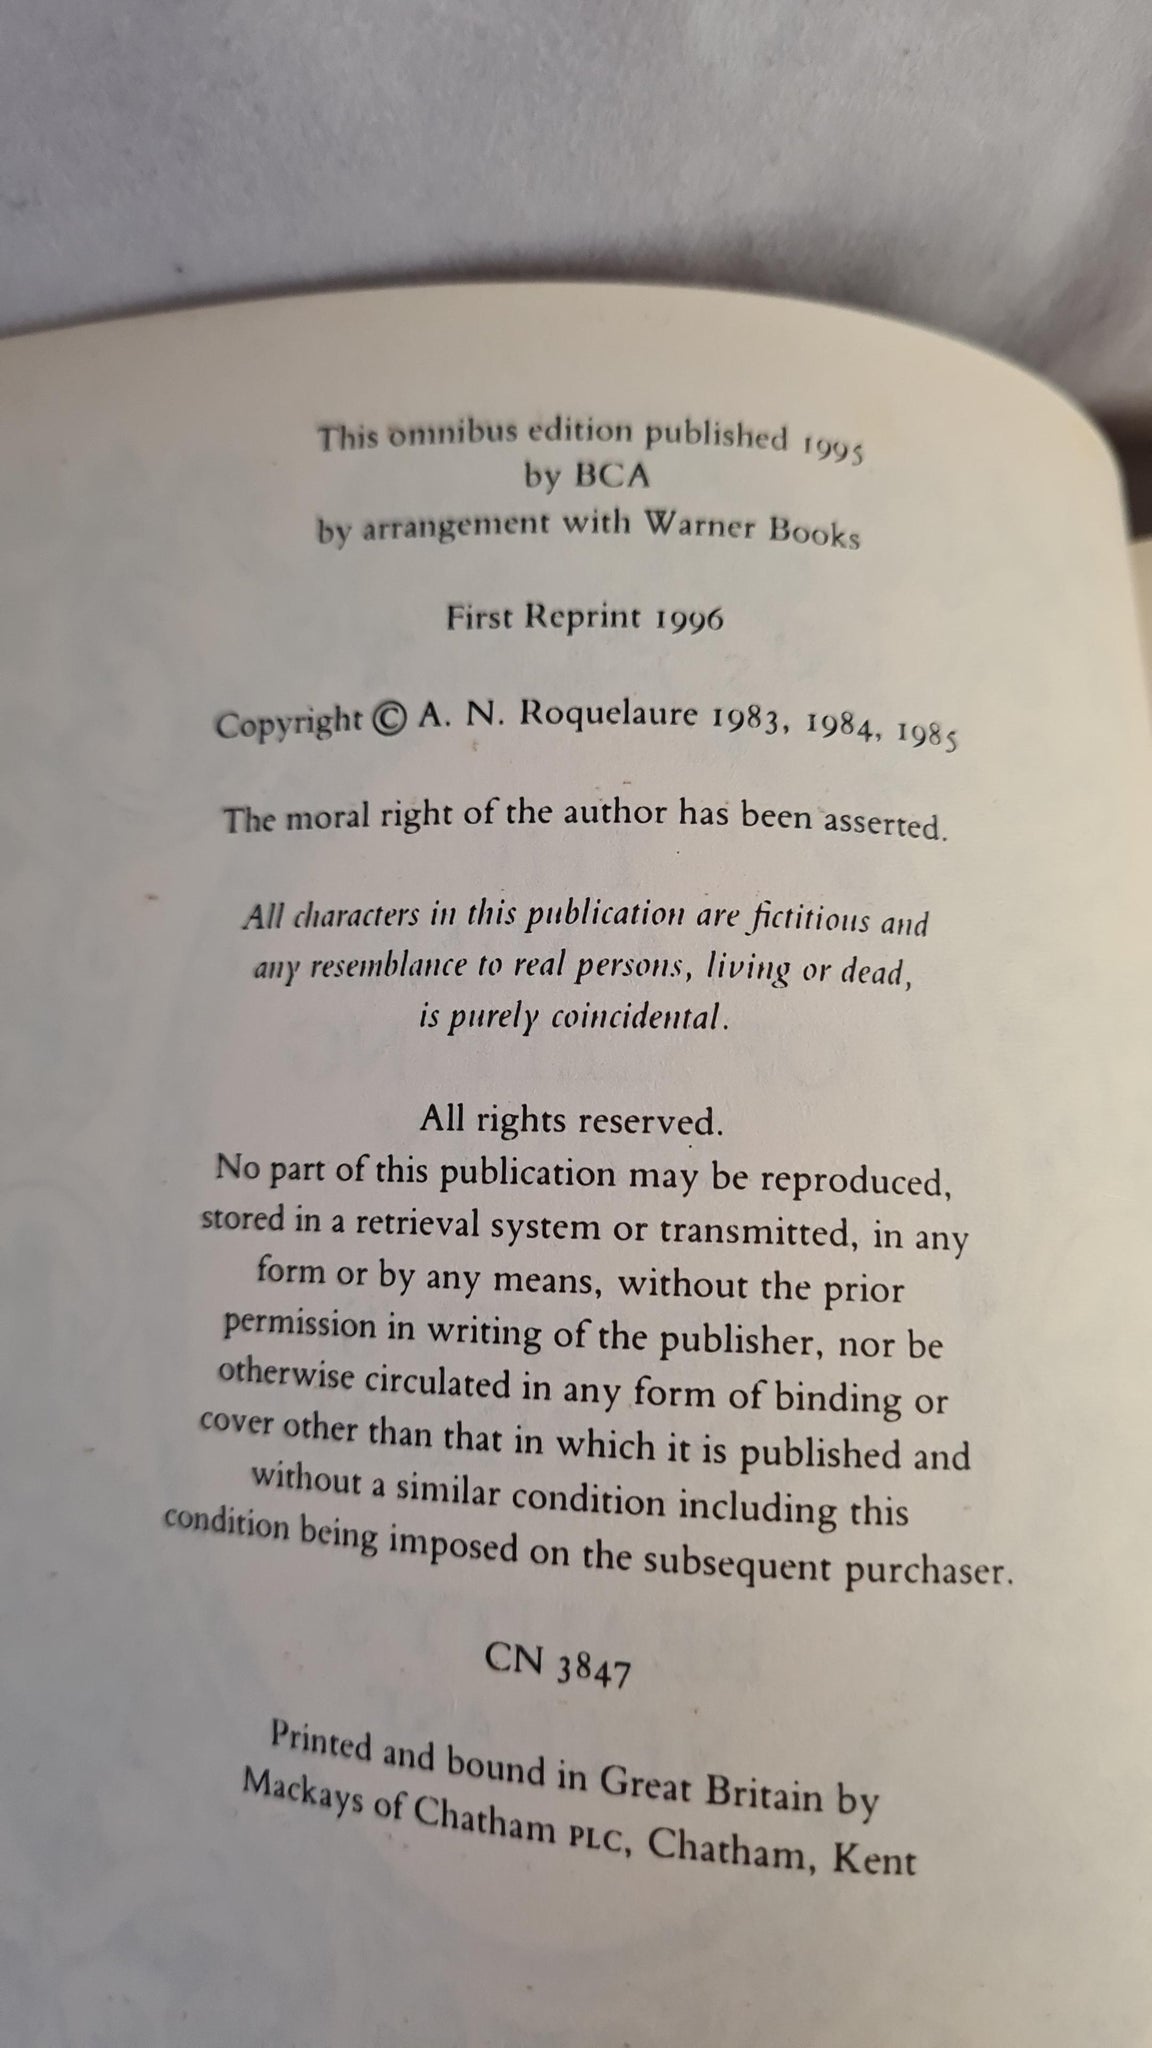 This omnibus edition published 1995
by BCA
by arrangement with Warner Books
First Reprint 1996
Copyright © A. N. Roquelaure 1983, 1984, 1985
The moral right of the author has been asserted.
All characters in this publication are fictitious and
any resemblance to real persons, living or dead,
is purely coincidental.
All rights reserved.
No part of this publication may be reproduced,
stored in a retrieval system or transmitted, in any
form or by any means, without the prior
permission in writing of the publisher, nor be
otherwise circulated in any form of binding or
cover other than that in which it is published and
without a similar condition including this
condition being imposed on the subsequent purchaser.
CN 3847
Printed and bound in Great Britain by
Mackays of Chatham PLC, Chatham, Kent